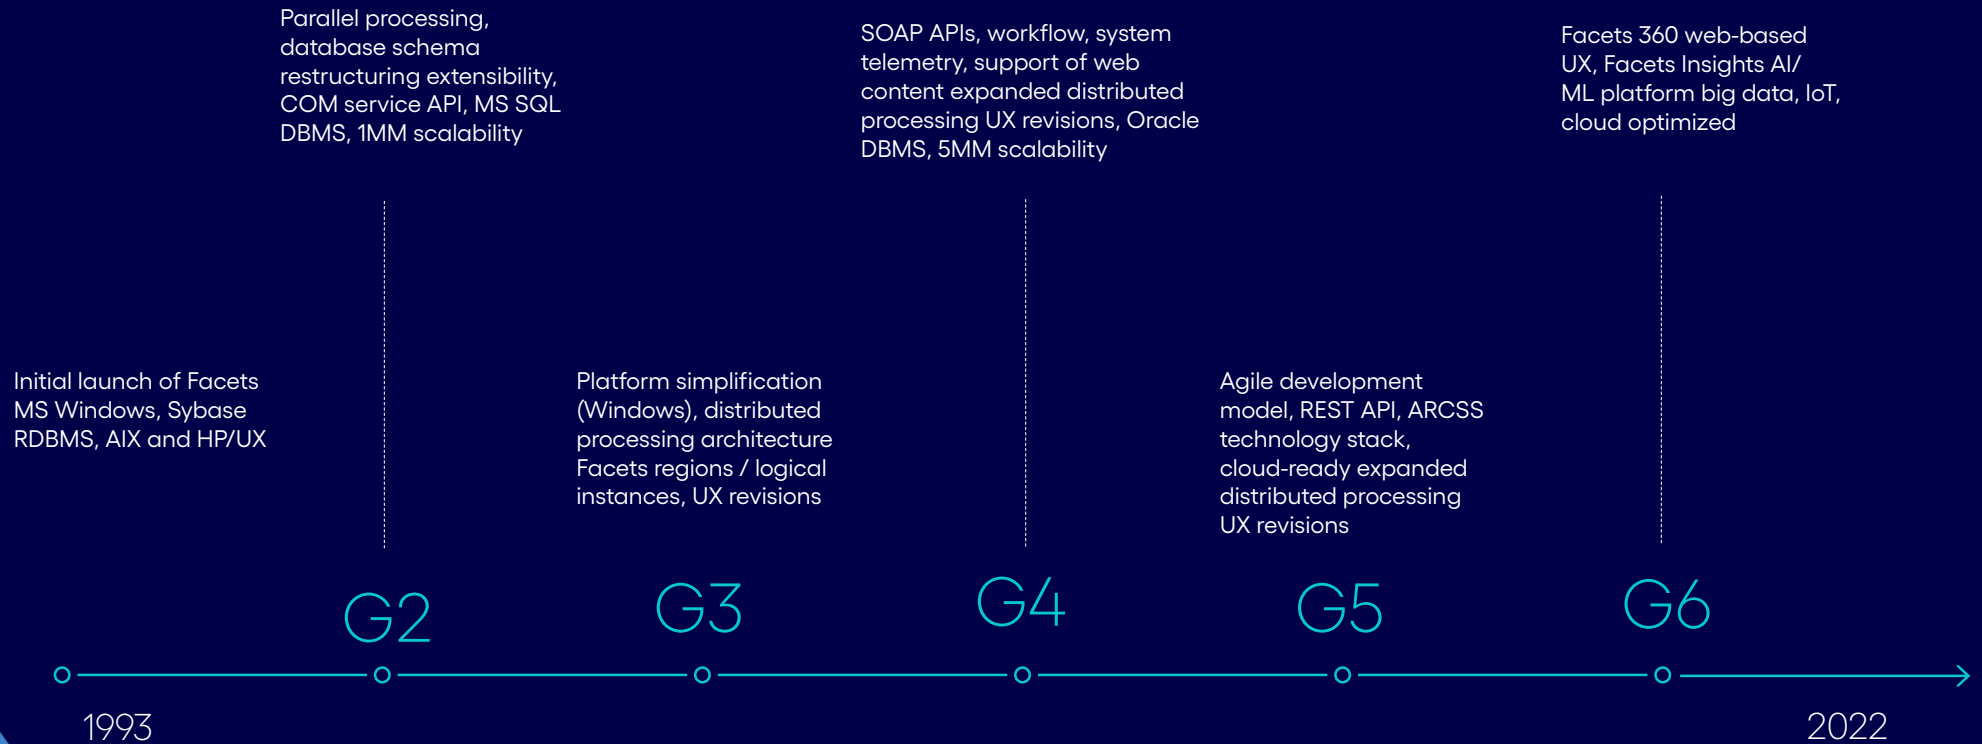 Parallel processing,
database schema
restructuring extensibility,
COM service API, MS SQL
DBMS, 1MM scalability
SOAP APIs, workflow, system
telemetry, support of web
content expanded distributed
processing UX revisions, Oracle
DBMS, 5MM scalability
Facets 360 web-based
UX, Facets Insights AI/
ML platform big data, IoT,
cloud optimized
Initial launch of Facets
MS Windows, Sybase
RDBMS, AIX and HP/UX
Platform simplification
(Windows), distributed
processing architecture
Facets regions / logical
instances, UX revisions
Agile development
model, REST API, ARCSS
technology stack,
cloud-ready expanded
distributed processing
UX revisions
G2
G3
G4
G5
G6
1993
2022